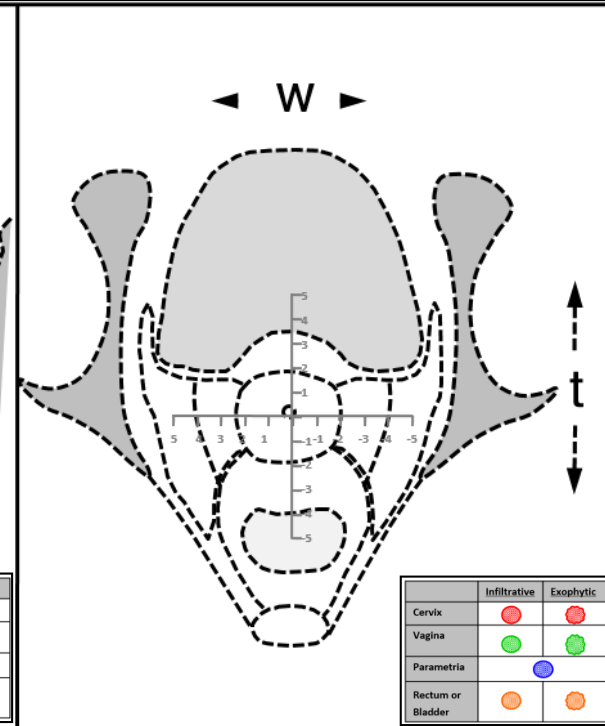 W
5
4
3
2
1
t
5 4 3 2 1 -1 -2 -3 -4 -5
-1
-2
-3
-4
-5
Infiltrative Exophytic
Cervix
Vagina
Parametria
Rectum or
Bladder